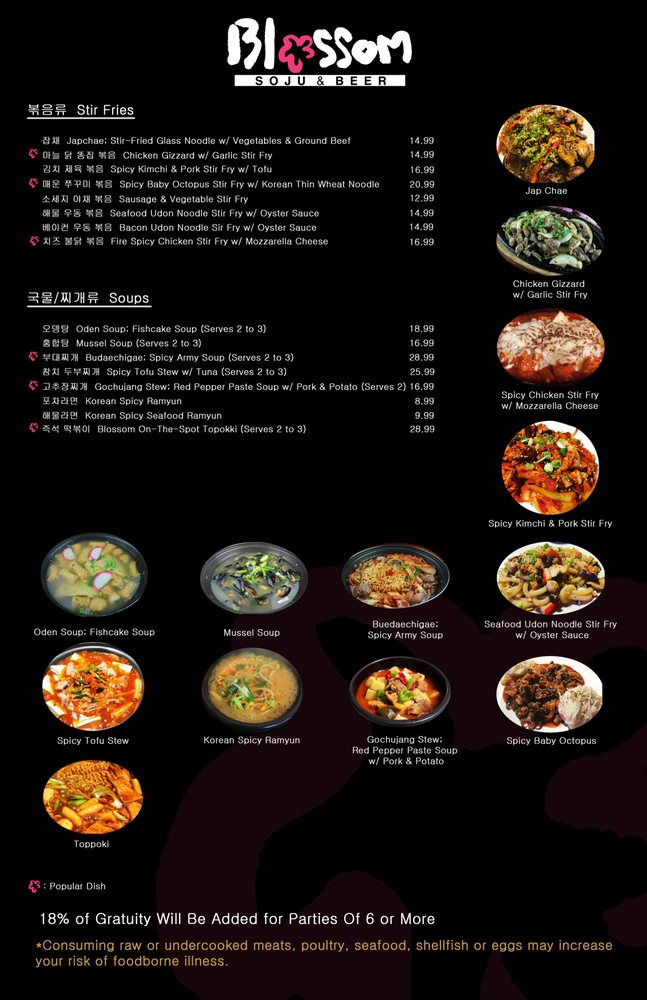 Blossom
SOJU & BEER
볶음류 Stir Fries
잡채 Japchae; Stir-Fried Glass Noodle w/ Vegetables & Ground Beef 14.99
마늘 닭 똥집 볶음 Chicken Gizzard w/ Garlic Stir Fry 14.99
김치 제육 볶음 Spicy Kimchi & Pork Stir Fry w/ Tofu 16.99
매운 쭈꾸미 볶음 Spicy Baby Octopus Stir Fry w/ Korean Thin Wheat Noodle 20.99
소세지 야채 볶음 Sausage & Vegetable Stir Fry 12.99
해물 우동 볶음 Seafood Udon Noodle Stir Fry w/ Oyster Sauce 14.99
베이컨 우동 볶음 Bacon Udon Noodle Sir Fry w/ Oyster Sauce 14.99
치즈 불닭 볶음 Fire Spicy Chicken Stir Fry w/ Mozzarella Cheese 16.99
국물/찌개류 Soups
오뎅탕 Oden Soup; Fishcake Soup (Serves 2 to 3) 18.99
홍합탕 Mussel Soup (Serves 2 to 3) 16.99
부대찌개 Budaechigae; Spicy Army Soup (Serves 2 to 3) 28.99
참치 두부찌개 Spicy Tofu Stew w/ Tuna (Serves 2 to 3) 25.99
고추장찌개 Gochujang Stew; Red Pepper Paste Soup w/ Pork & Potato (Serves 2) 16.99
포차라면 Korean Spicy Ramyun 8.99
해물라면 Korean Spicy Seafood Ramyun 9.99
즉석 떡볶이 Blossom On-The-Spot Topokki (Serves 2 to 3) 28.99
Jap Chae
Chicken Gizzard
w/ Garlic Stir Fry
Spicy Chicken Stir Fry
w/ Mozzarella Cheese
Spicy Kimchi & Pork Stir Fry
Oden Soup; Fishcake Soup
Mussel Soup
Buedaechigae;
Spicy Army Soup
Seafood Udon Noodle Stir Fry
w/ Oyster Sauce
Spicy Tofu Stew
Korean Spicy Ramyun
Gochujang Stew;
Red Pepper Paste Soup
w/ Pork & Potato
Spicy Baby Octopus
Toppoki
: Popular Dish
18% of Gratuity Will Be Added for Parties Of 6 or More
*Consuming raw or undercooked meats, poultry, seafood, shellfish or eggs may increase
your risk of foodborne illness.